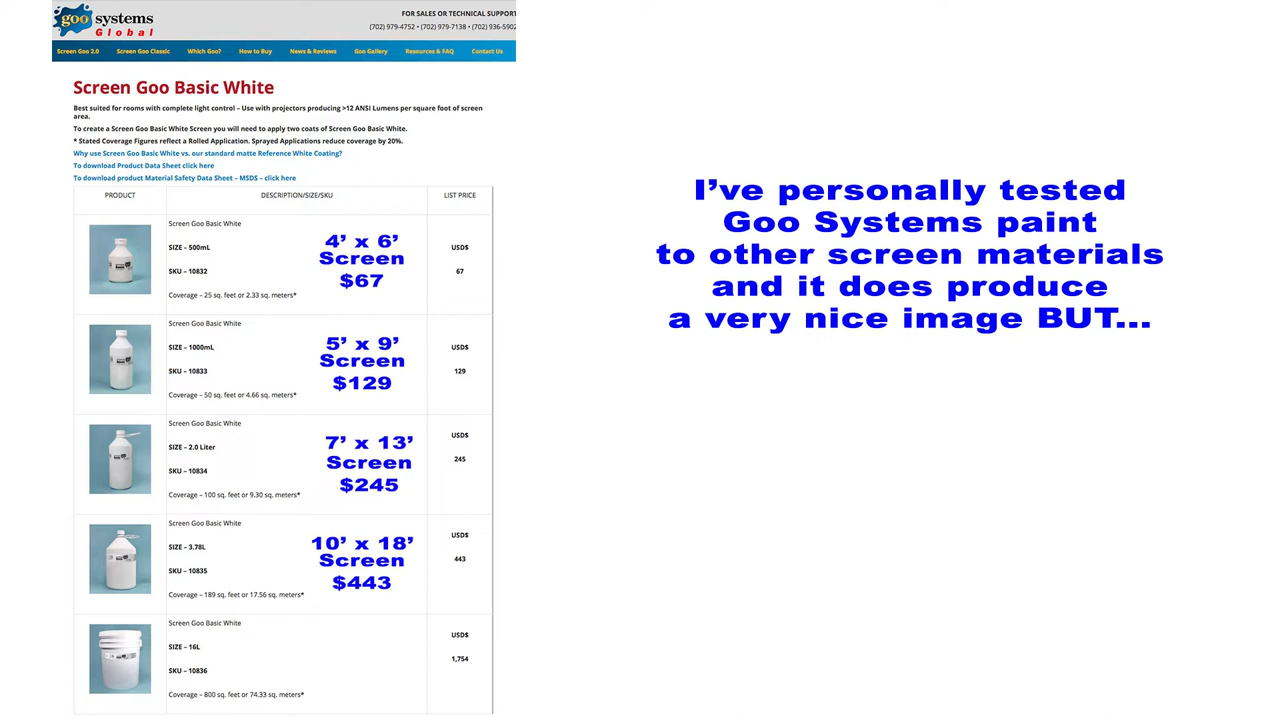 goo systems
Global
FOR SALES OR TECHNICAL SUPPORT
(702) 979-4752 • (702) 979-7138 • (702) 936-5902
Screen Goo 2.0 Screen Goo Classic Which Goo? How to Buy News & Reviews Goo Gallery Resources & FAQ Contact Us
Screen Goo Basic White
Best suited for rooms with complete light control – Use with projectors producing >12 ANSI Lumens per square foot of screen
area.
To create a Screen Goo Basic White Screen you will need to apply two coats of Screen Goo Basic White.
* Stated Coverage Figures reflect a Rolled Application. Sprayed Applications reduce coverage by 20%.
Why use Screen Goo Basic White vs. our standard matte Reference White Coating?
To download Product Data Sheet click here
To download product Material Safety Data Sheet – MSDS – click here
PRODUCT DESCRIPTION/SIZE/SKU LIST PRICE
Screen Goo Basic White
SIZE – 500mL
SKU – 10832
Coverage – 25 sq. feet or 2.33 sq. meters*
4' x 6'
Screen
$67
USD$
67
Screen Goo Basic White
SIZE – 1000mL
SKU – 10833
Coverage – 50 sq. feet or 4.66 sq. meters*
5' x 9'
Screen
$129
USD$
129
Screen Goo Basic White
SIZE – 2.0 Liter
SKU – 10834
Coverage – 100 sq. feet or 9.30 sq. meters*
7' x 13'
Screen
$245
USD$
245
Screen Goo Basic White
SIZE – 3.78L
SKU – 10835
Coverage – 189 sq. feet or 17.56 sq. meters*
10' x 18'
Screen
$443
USD$
443
Screen Goo Basic White
SIZE – 16L
SKU – 10836
Coverage – 800 sq. feet or 74.33 sq. meters*
USD$
1,754
I've personally tested
Goo Systems paint
to other screen materials
and it does produce
a very nice image BUT...